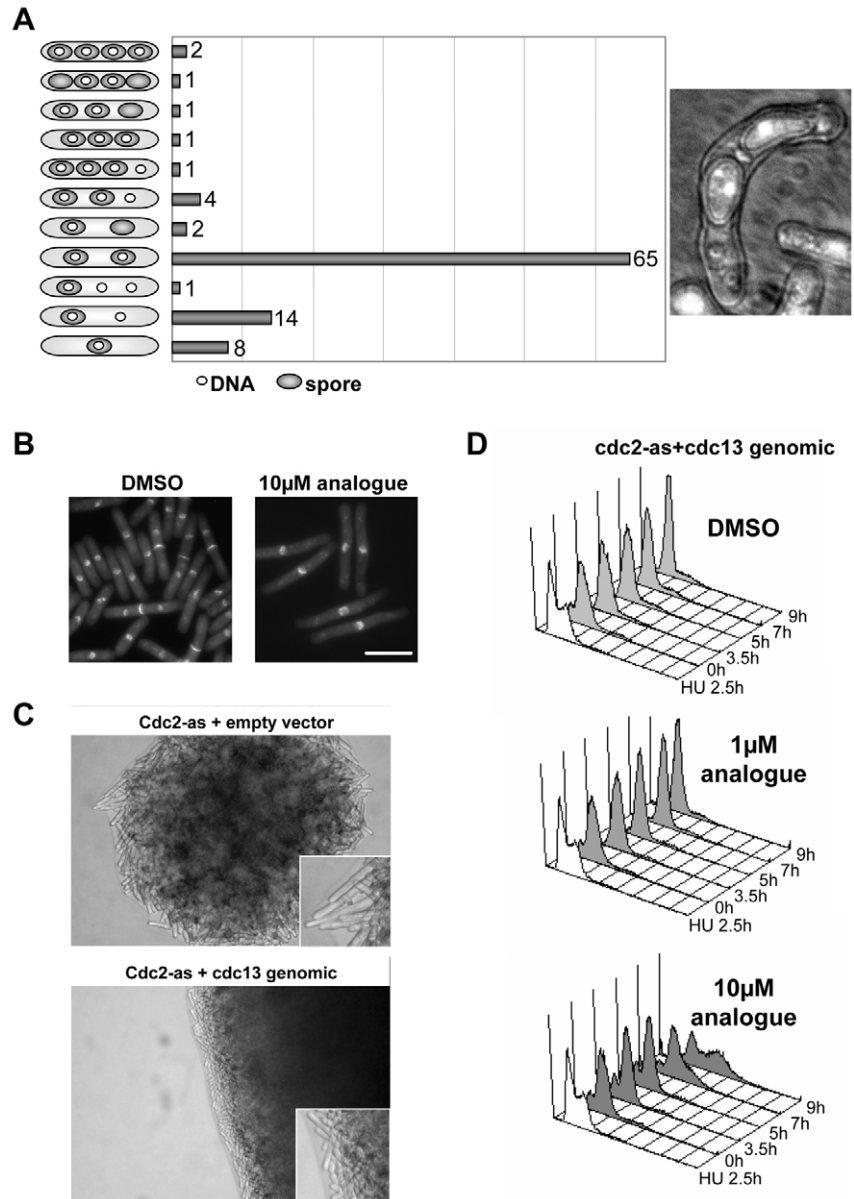 A
2
1
1
1
1
4
2
65
1
14
8
DNA spore
B
DMSO 10µM analogue
C
Cdc2-as + empty vector
Cdc2-as + cdc13 genomic
D
cdc2-as+cdc13 genomic
DMSO
9h
7h
5h
3.5h
0h
HU 2.5h
1µM
analogue
9h
7h
5h
3.5h
0h
HU 2.5h
10µM
analogue
9h
7h
5h
3.5h
0h
HU 2.5h